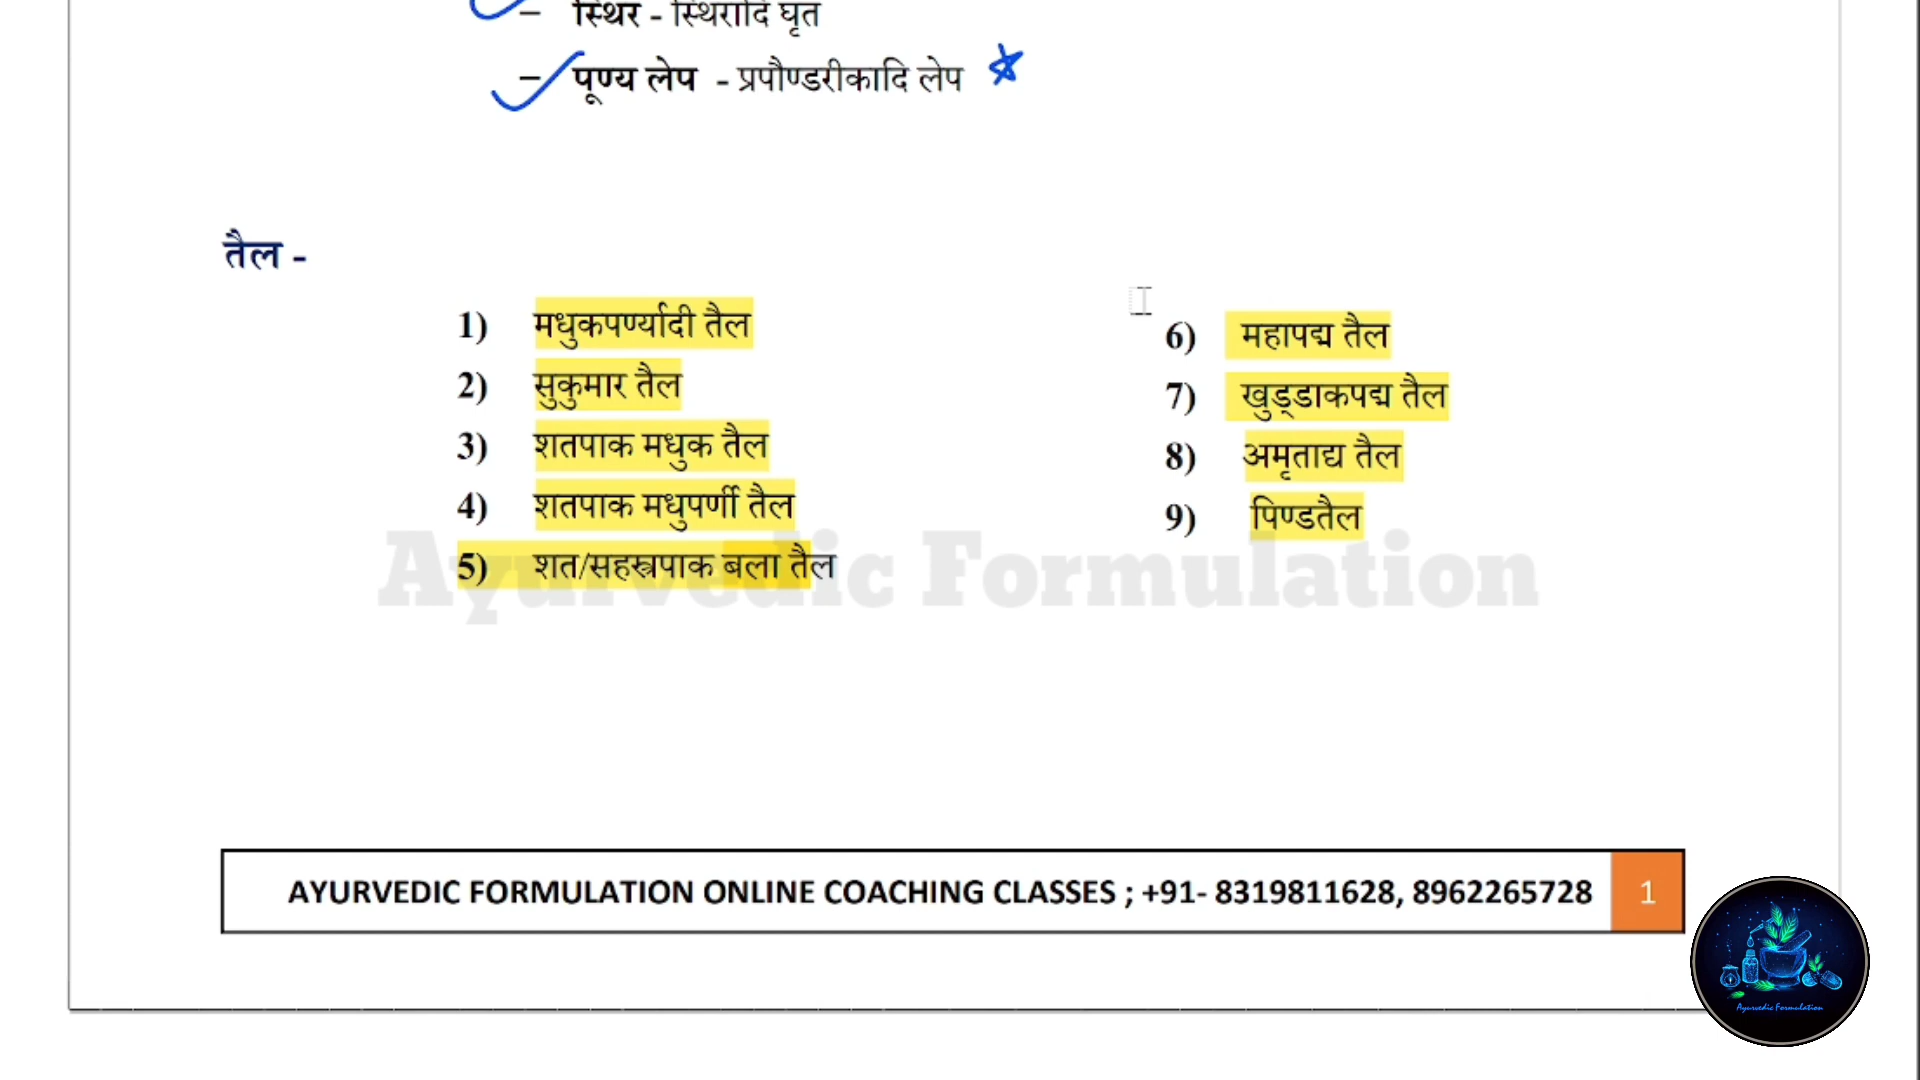 – स्थिर - स्थिरादि घृत
– पूण्य लेप - प्रपौण्डरीकादि लेप
तैल -
1) मधुकपर्ण्यादी तैल
2) सुकुमार तैल
3) शतपाक मधुक तैल
4) शतपाक मधुपर्णी तैल
5) शत/सहस्त्रपाक बला तैल
6) महापद्म तैल
7) खुड्डाकपद्म तैल
8) अमृताद्य तैल
9) पिण्डतैल
Ayurvedic Formulation
AYURVEDIC FORMULATION ONLINE COACHING CLASSES ; +91- 8319811628, 8962265728 1
Ayurvedic Formulation